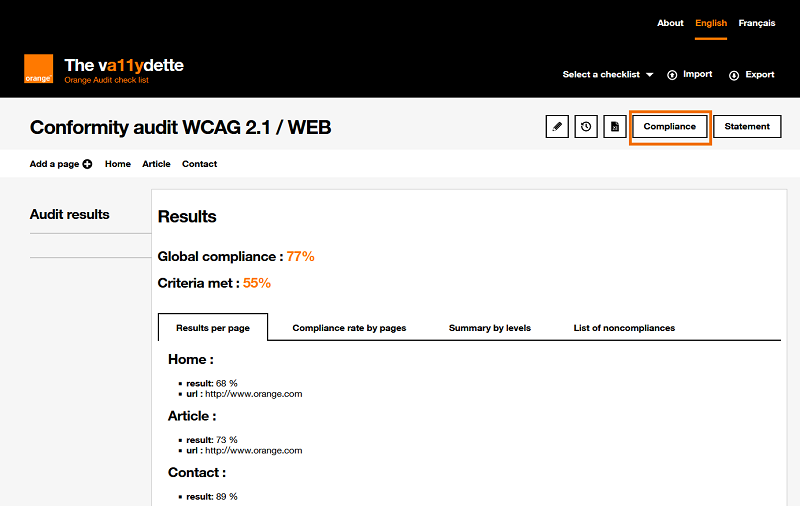 About English Français
The va11ydette
Orange Audit check list
orange
Select a checklist Import Export
Conformity audit WCAG 2.1 / WEB
Compliance Statement
Add a page Home Article Contact
Audit results
Results
Global compliance : 77%
Criteria met : 55%
Results per page Compliance rate by pages Summary by levels List of noncompliances
Home :
result: 68 %
url : http://www.orange.com
Article :
result: 73 %
url : http://www.orange.com
Contact :
result: 89 %